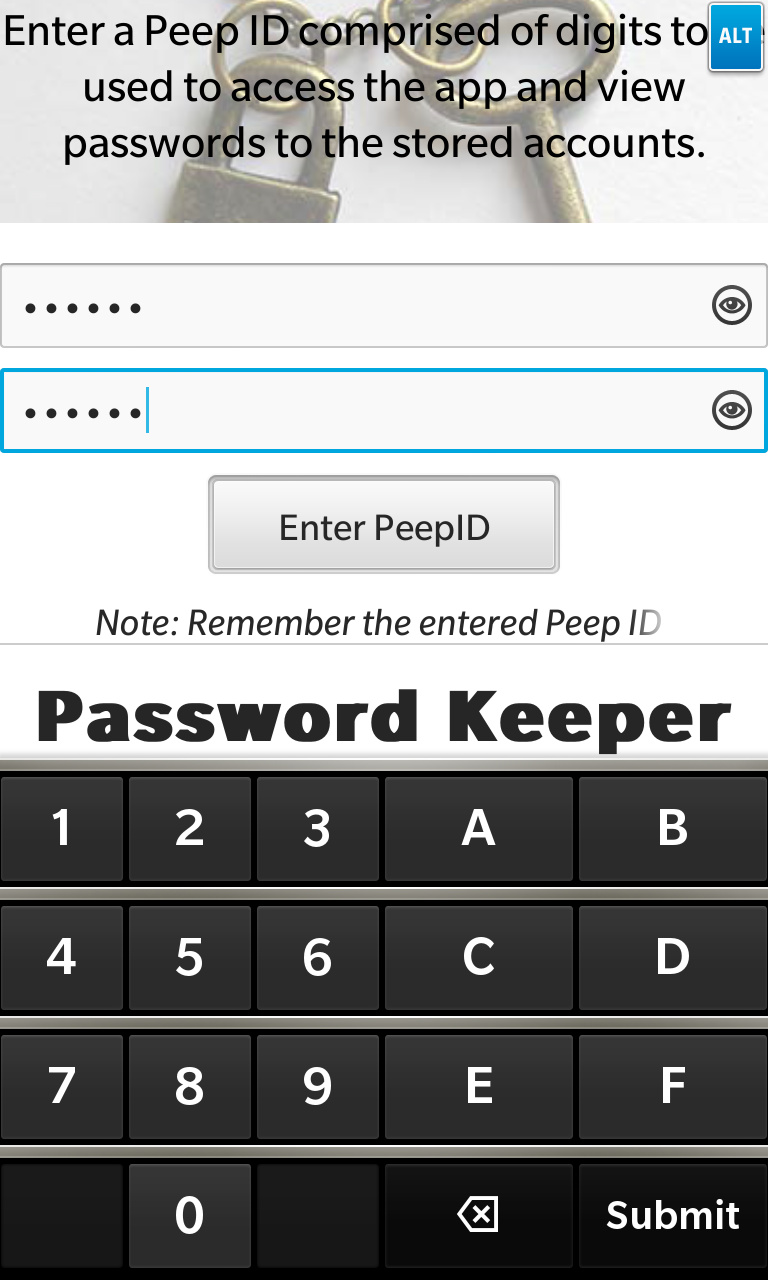 Enter a Peep ID comprised of digits to
ALT
used to access the app and view
passwords to the stored accounts.
••••••
••••••
Enter PeepID
Note: Remember the entered Peep ID
Password Keeper
1 2 3 A B
4 5 6 C D
7 8 9 E F
0 Submit